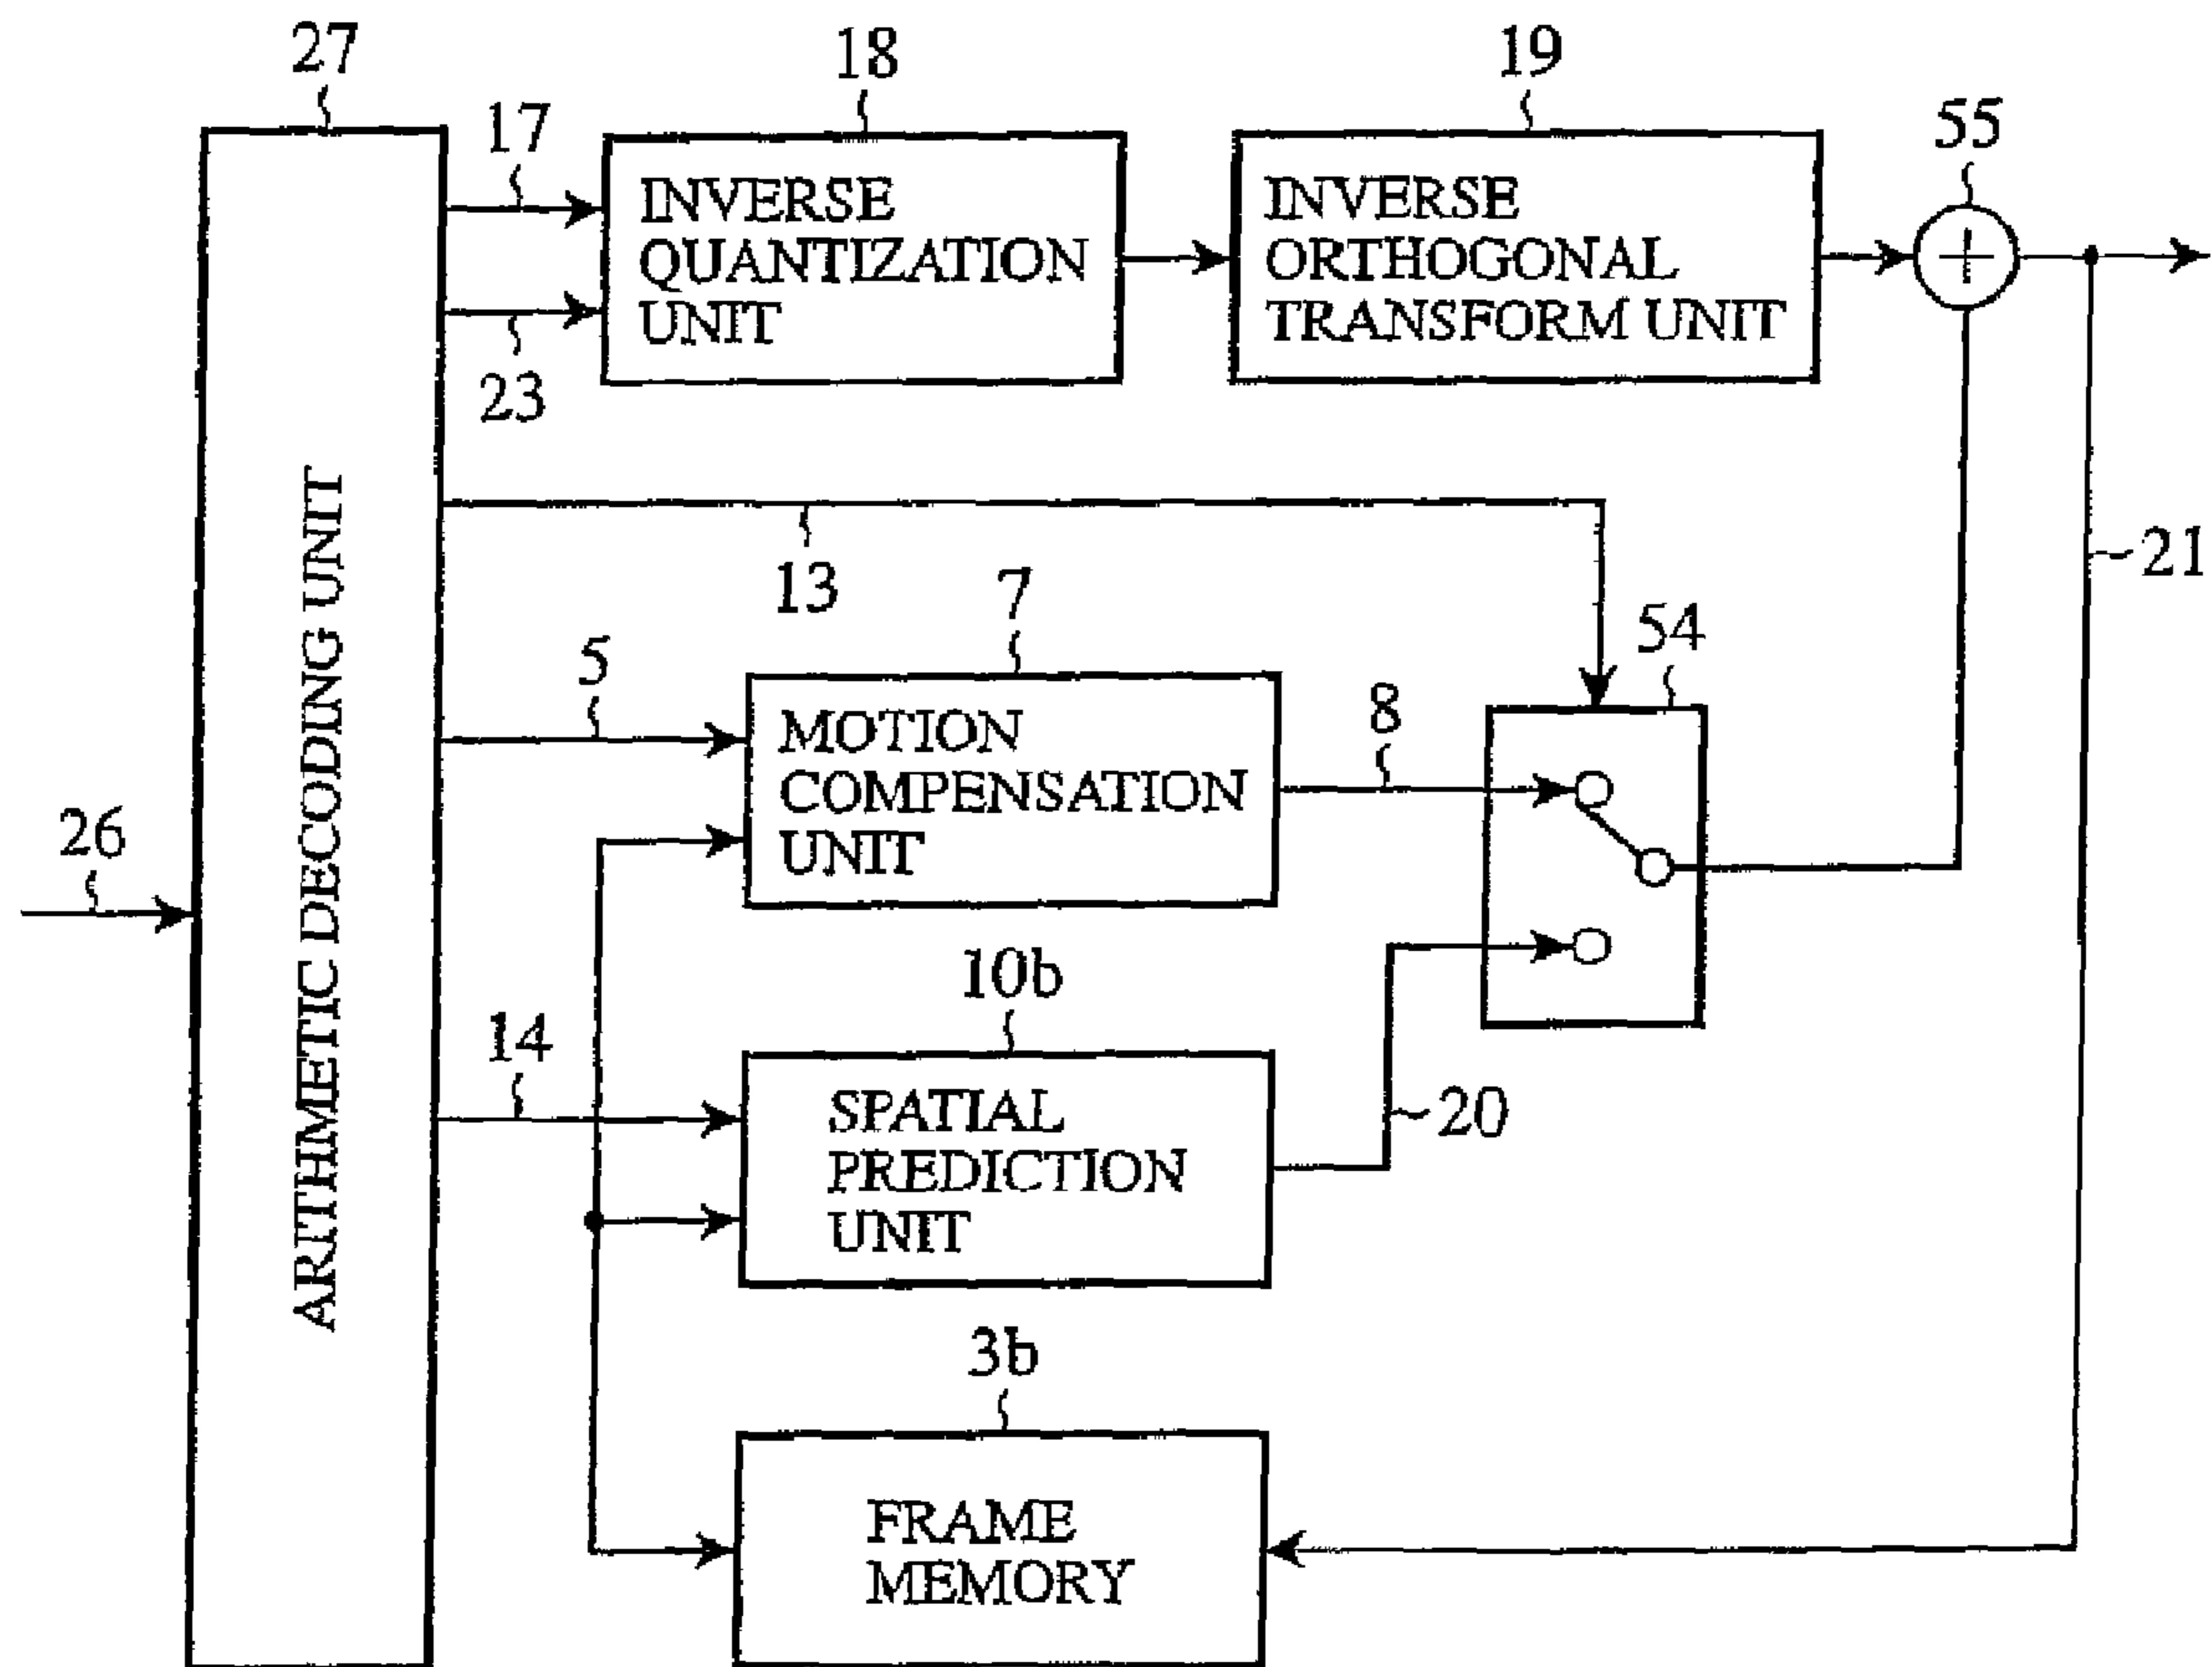 27
18
19
55
17
INVERSE
QUANTIZATION
UNIT
INVERSE
ORTHOGONAL
TRANSFORM UNIT
23
13
21
ARITHMETIC DECODING UNIT
7
54
5
MOTION
COMPENSATION
UNIT
8
26
10b
14
SPATIAL
PREDICTION
UNIT
20
3b
FRAME
MEMORY